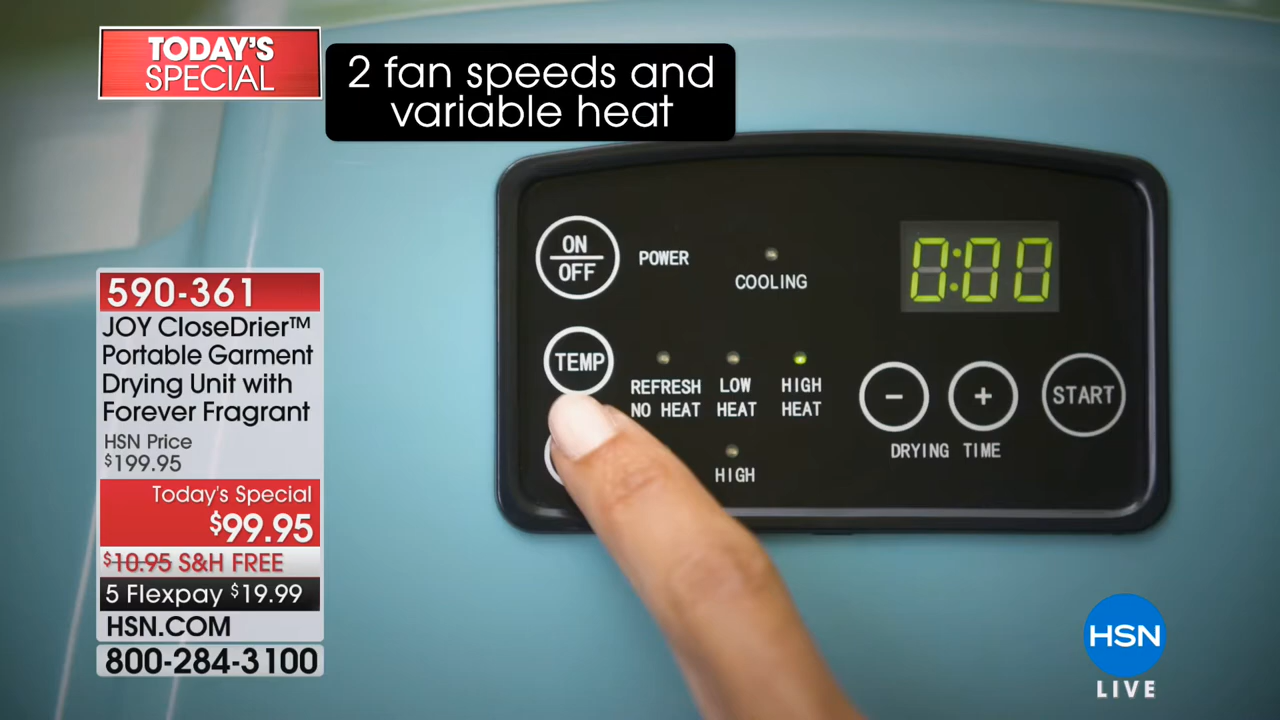 TODAY'S
SPECIAL
2 fan speeds and
variable heat
590-361
JOY CloseDrier™
Portable Garment
Drying Unit with
Forever Fragrant
HSN Price
$199.95
Today's Special
$99.95
$10.95 S&H FREE
5 Flexpay $19.99
HSN.COM
800-284-3100
ON
OFF
POWER
COOLING
0:00
TEMP
REFRESH
NO HEAT
LOW
HEAT
HIGH
HEAT
HIGH
-
+
DRYING TIME
START
HSN
LIVE